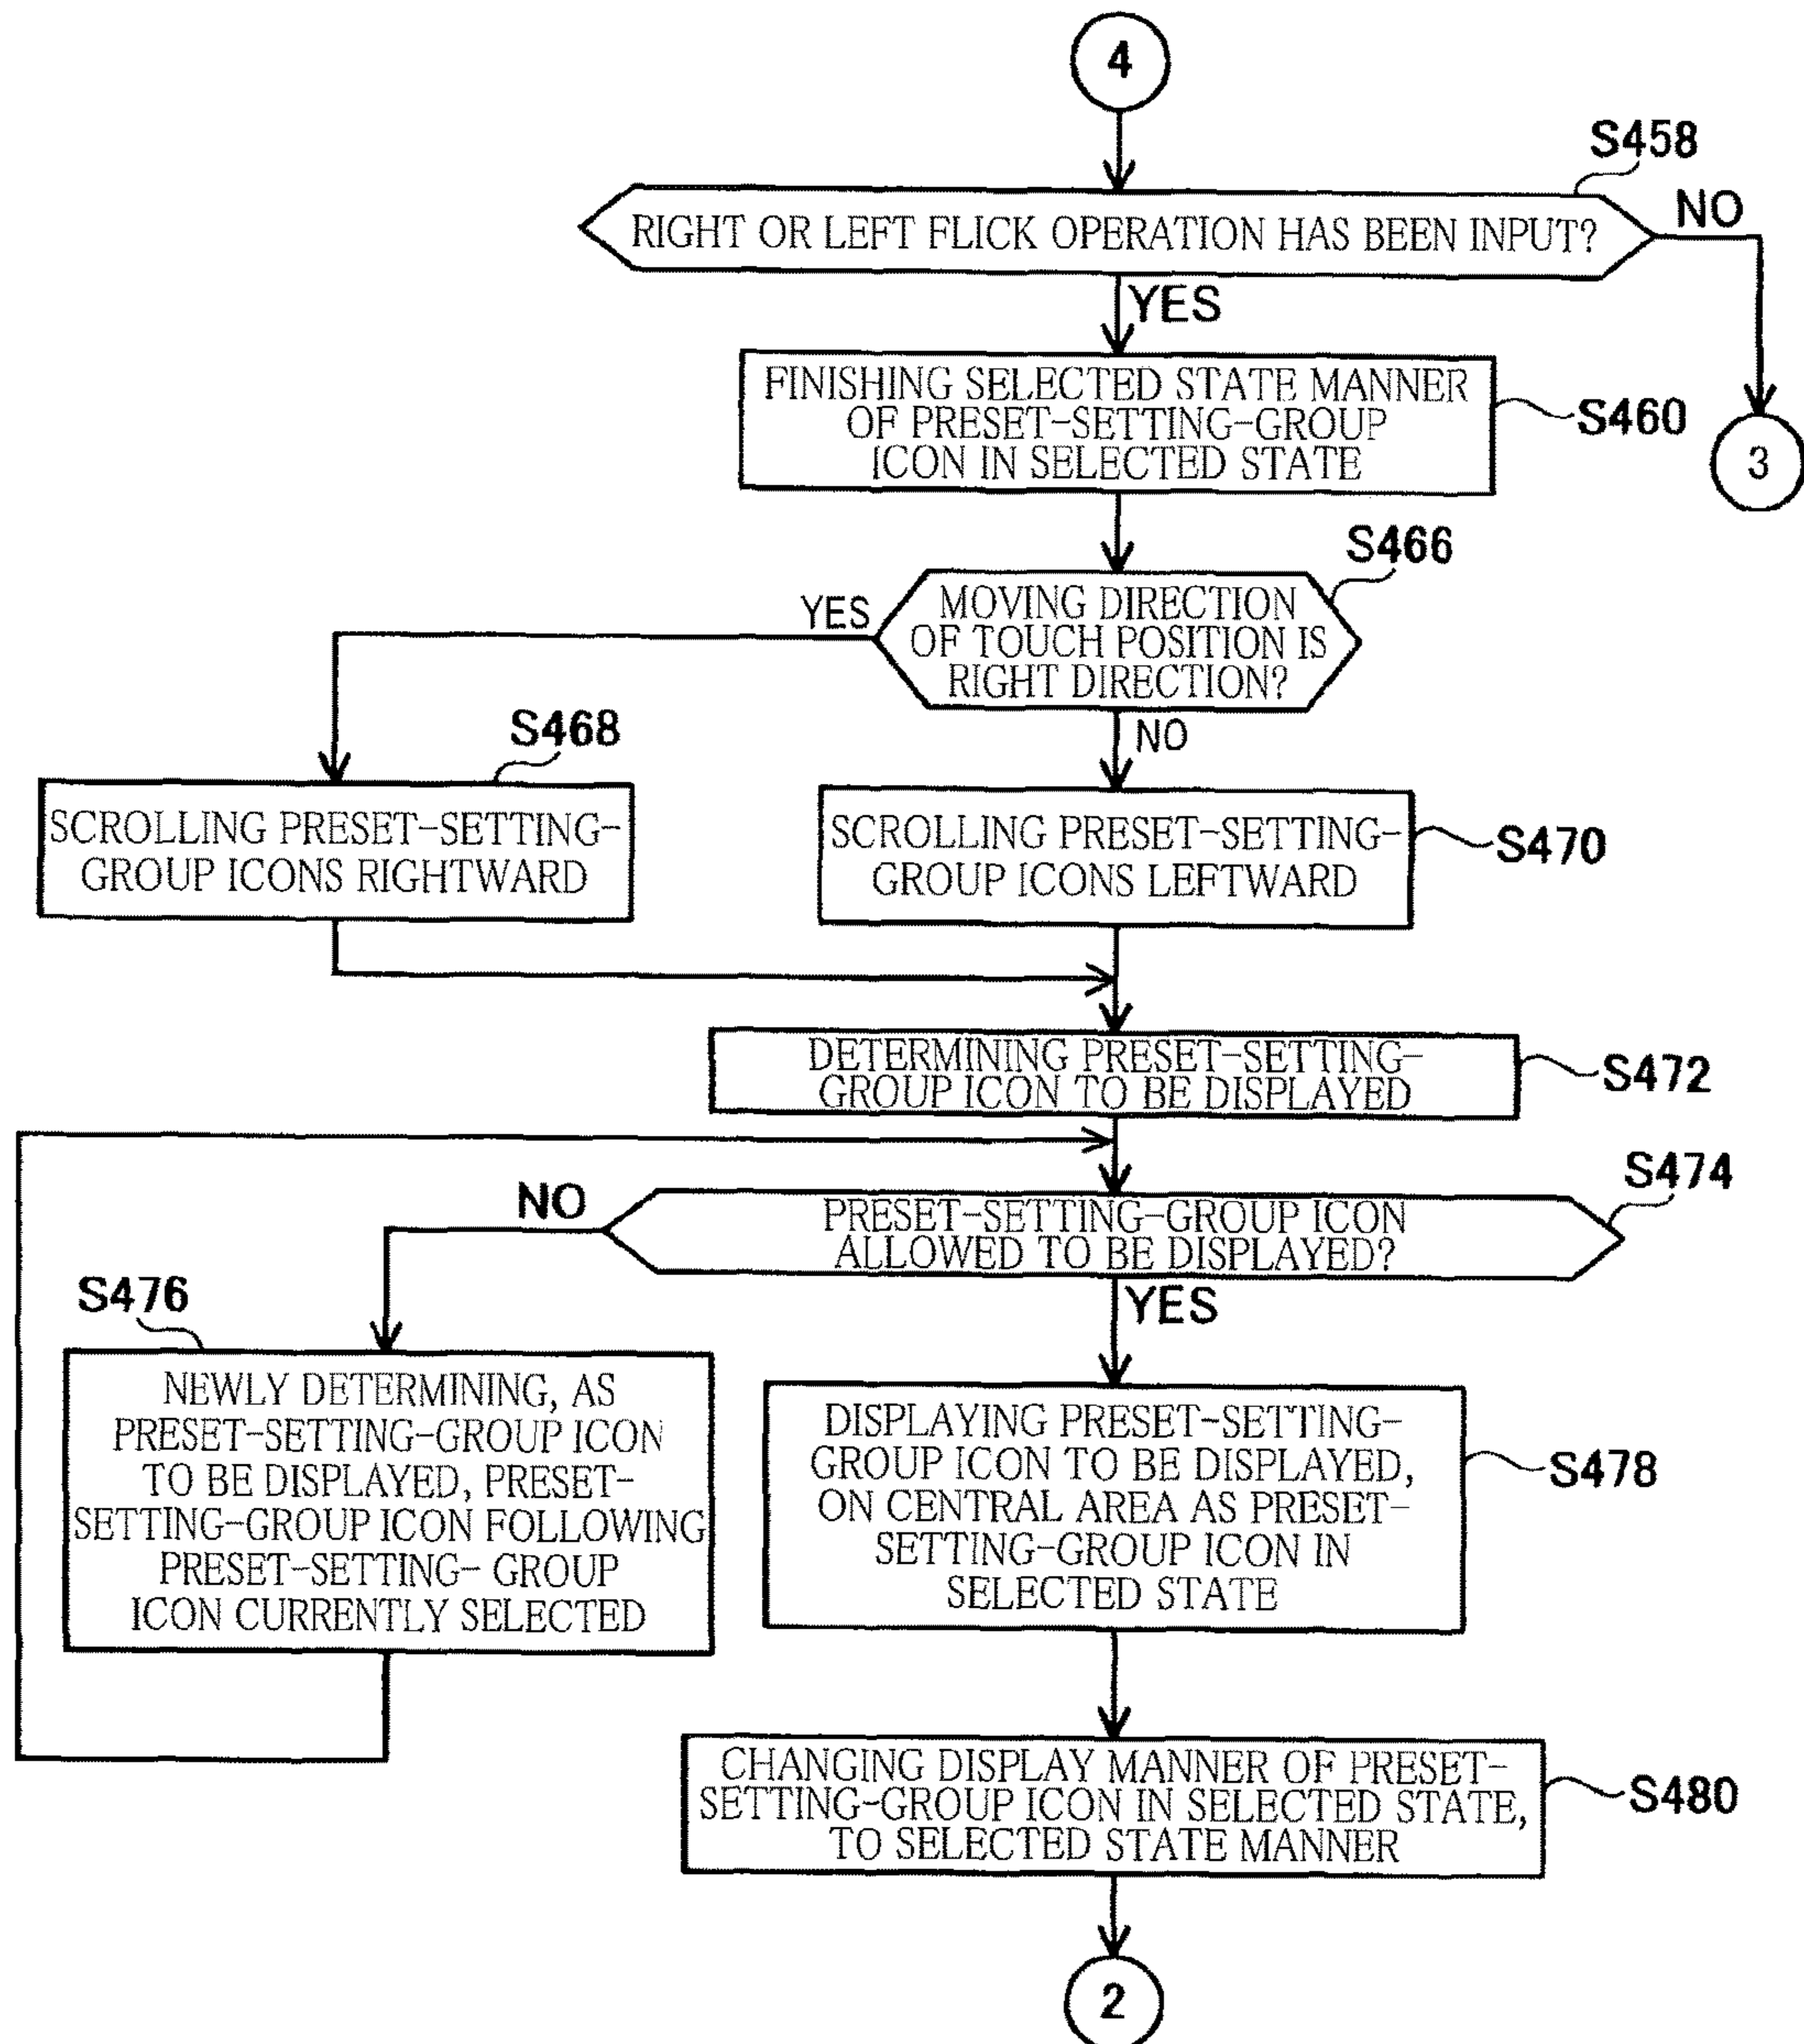 4
S458
RIGHT OR LEFT FLICK OPERATION HAS BEEN INPUT?
NO
YES
FINISHING SELECTED STATE MANNER
OF PRESET-SETTING-GROUP
ICON IN SELECTED STATE
S460
3
S466
MOVING DIRECTION
OF TOUCH POSITION IS
RIGHT DIRECTION?
YES
NO
S468
SCROLLING PRESET-SETTING-
GROUP ICONS RIGHTWARD
SCROLLING PRESET-SETTING-
GROUP ICONS LEFTWARD
S470
DETERMINING PRESET-SETTING-
GROUP ICON TO BE DISPLAYED
S472
S474
PRESET-SETTING-GROUP ICON
ALLOWED TO BE DISPLAYED?
NO
YES
S476
NEWLY DETERMINING, AS
PRESET-SETTING-GROUP ICON
TO BE DISPLAYED, PRESET-
SETTING-GROUP ICON FOLLOWING
PRESET-SETTING- GROUP
ICON CURRENTLY SELECTED
DISPLAYING PRESET-SETTING-
GROUP ICON TO BE DISPLAYED,
ON CENTRAL AREA AS PRESET-
SETTING-GROUP ICON IN
SELECTED STATE
S478
CHANGING DISPLAY MANNER OF PRESET-
SETTING-GROUP ICON IN SELECTED STATE,
TO SELECTED STATE MANNER
S480
2